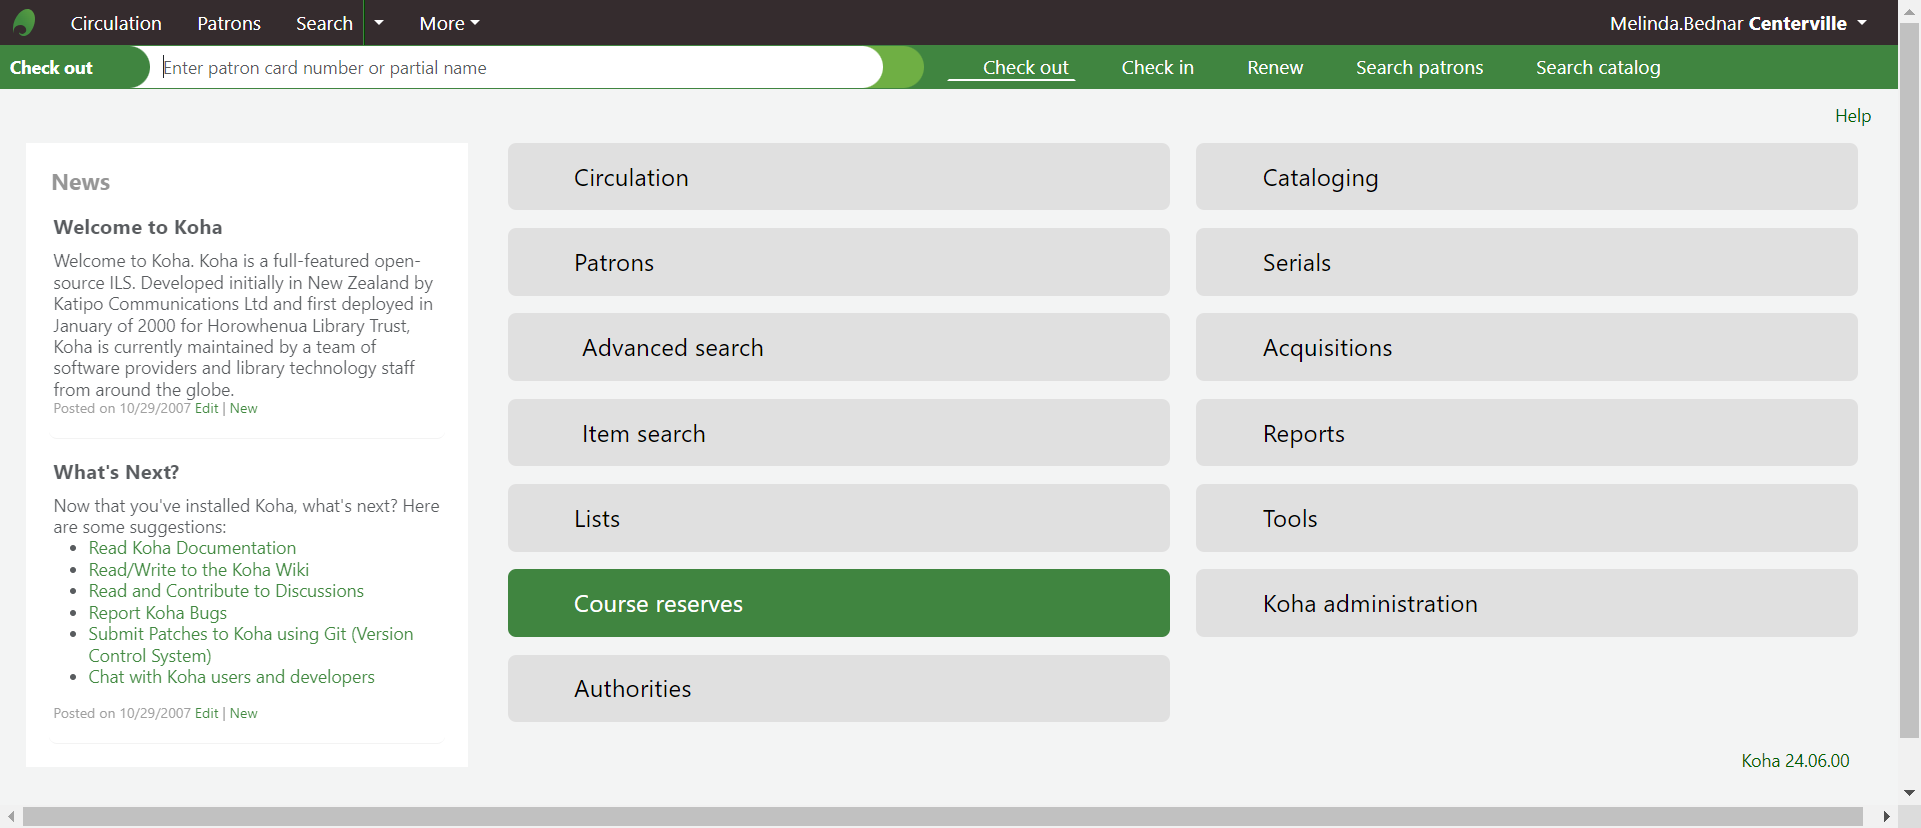 Circulation Patrons Search More Melinda.Bednar Centerville
Check out Enter patron card number or partial name Check out Check in Renew Search patrons Search catalog
Help
News
Welcome to Koha
Welcome to Koha. Koha is a full-featured open-
source ILS. Developed initially in New Zealand by
Katipo Communications Ltd and first deployed in
January of 2000 for Horowhenua Library Trust,
Koha is currently maintained by a team of
software providers and library technology staff
from around the globe.
Posted on 10/29/2007 Edit | New
What's Next?
Now that you've installed Koha, what's next? Here
are some suggestions:
Read Koha Documentation
Read/Write to the Koha Wiki
Read and Contribute to Discussions
Report Koha Bugs
Submit Patches to Koha using Git (Version
Control System)
Chat with Koha users and developers
Posted on 10/29/2007 Edit | New
Circulation
Patrons
Advanced search
Item search
Lists
Course reserves
Authorities
Cataloging
Serials
Acquisitions
Reports
Tools
Koha administration
Koha 24.06.00